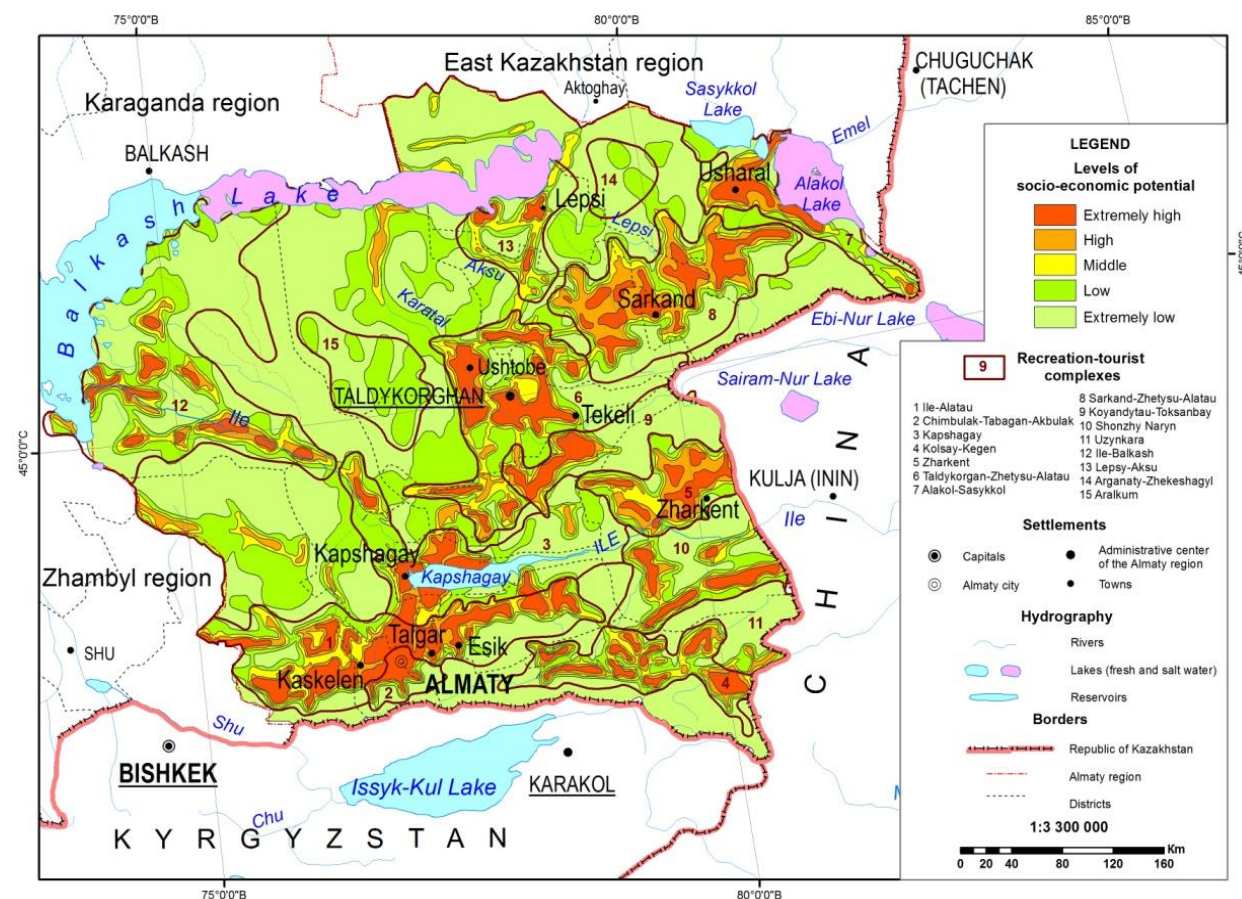 75°0'0"B
80°0'0"B
85°0'0"B
East Kazakhstan region
Aktoghay
CHUGUCHAK
(TACHEN)
Karaganda region
Sasykkol
Lake
Emel
BALKASH
Usharal
Alakol
Lake
14
Balkash Lake
Lepsi
Lepsi
13
7
45°0'0"C
Aksu
Karatal
Sarkand
8
Ebi-Nur Lake
15
Ushtobe
TALDYKORGHAN
Sairam-Nur Lake
12
Ile
6
Tekeli
9
45°0'0"C
KULJA (ININ)
5
Zharkent
Ile
CHINA
Kapshagay
3
ILE
10
Kapshagay
Zhambyl region
11
1
Talgar
Esik
SHU
Kaskelen
2
ALMATY
4
Shu
BISHKEK
Issyk-Kul Lake
KARAKOL
Chu
KYRGYZSTAN
75°0'0"B
80°0'0"B
LEGEND
Levels of
socio-economic potential
Extremely high
High
Middle
Low
Extremely low
9 Recreation-tourist
complexes
1 Ile-Alatau
2 Chimbulak-Tabagan-Akbulak
3 Kapshagay
4 Kolsay-Kegen
5 Zharkent
6 Taldykorgan-Zhetysu-Alatau
7 Alakol-Sasykkol
8 Sarkand-Zhetysu-Alatau
9 Koyandytau-Toksanbay
10 Shonzhy Naryn
11 Uzynkara
12 Ile-Balkash
13 Lepsy-Aksu
14 Arganaty-Zhekeshagyl
15 Aralkum
Settlements
Capitals
Almaty city
Administrative center
of the Almaty region
Towns
Hydrography
Rivers
Lakes (fresh and salt water)
Reservoirs
Borders
Republic of Kazakhstan
Almaty region
Districts
1:3 300 000
Km
0 20 40 80 120 160